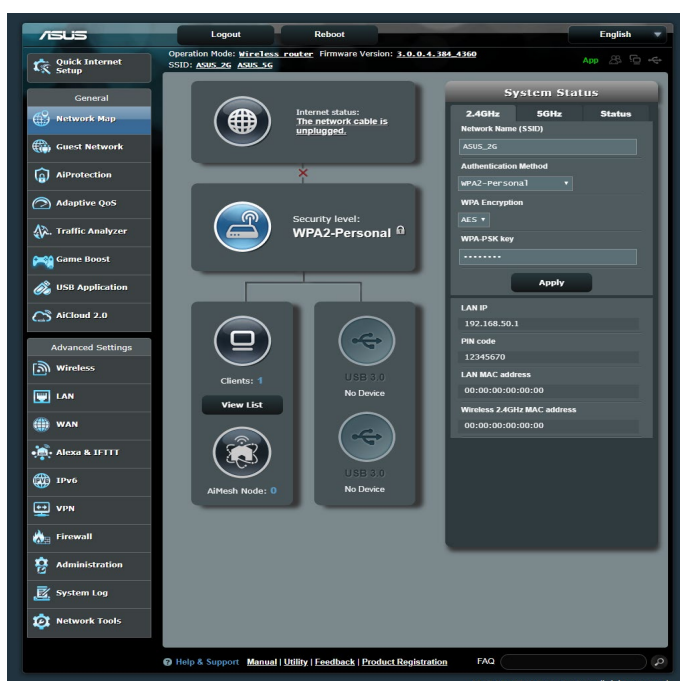 ASUS
Logout
Reboot
English
Quick Internet
Setup
Operation Mode: Wireless router Firmware Version: 3.0.0.4.384_4360
SSID: ASUS_2G ASUS_5G
App
General
Network Map
Guest Network
AiProtection
Adaptive QoS
Traffic Analyzer
Game Boost
USB Application
AiCloud 2.0
Advanced Settings
Wireless
LAN
WAN
Alexa & IFTTT
IPv6
VPN
Firewall
Administration
System Log
Network Tools
Internet status:
The network cable is
unplugged.
Security level:
WPA2-Personal
Clients: 1
View List
AiMesh Node: 0
USB 3.0
No Device
USB 3.0
No Device
System Status
2.4GHz 5GHz Status
Network Name (SSID)
ASUS_2G
Authentication Method
WPA2-Personal
WPA Encryption
AES
WPA-PSK key
••••••••
Apply
LAN IP
192.168.50.1
PIN code
12345670
LAN MAC address
00:00:00:00:00:00
Wireless 2.4GHz MAC address
00:00:00:00:00:00
Help & Support Manual | Utility | Feedback | Product Registration FAQ